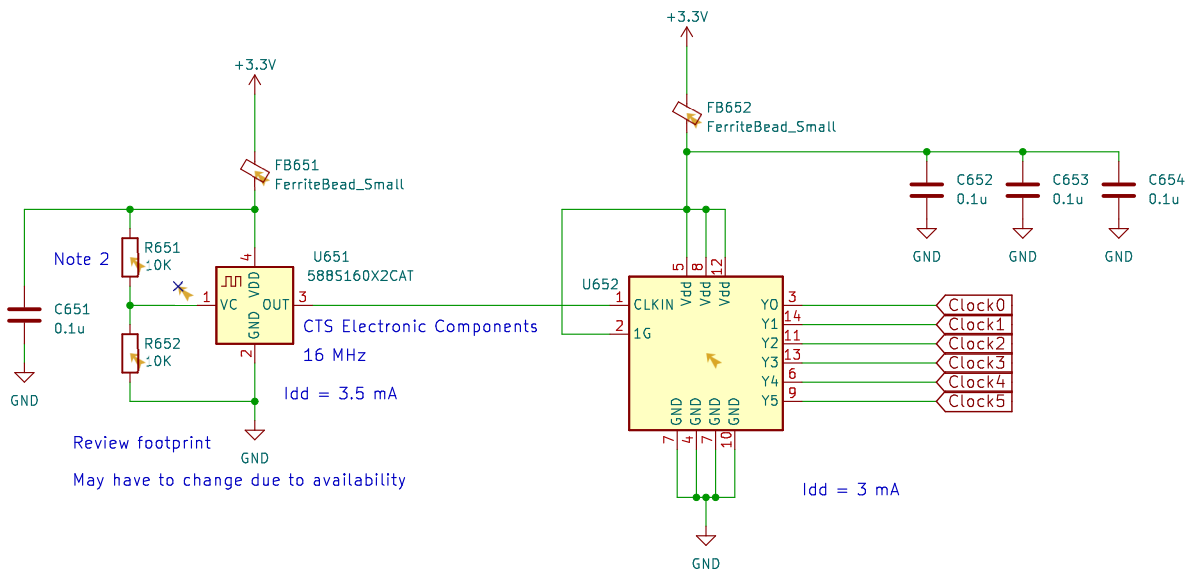 +3.3V
FB651
FerriteBead_Small
Note 2
R651
10K
C651
0.1u
GND
R652
10K
U651
588S160X2CAT
4
VDD
1
VC
OUT
3
GND
2
CTS Electronic Components
16 MHz
Idd = 3.5 mA
GND
Review footprint
May have to change due to availability
+3.3V
FB652
FerriteBead_Small
C652
0.1u
GND
C653
0.1u
GND
C654
0.1u
GND
U652
5
8
12
Vdd
Vdd
Vdd
1
CLKIN
2
1G
Y0
3
Clock0
Y1
14
Clock1
Y2
11
Clock2
Y3
13
Clock3
Y4
6
Clock4
Y5
9
Clock5
GND
GND
GND
GND
7
4
7
10
GND
Idd = 3 mA